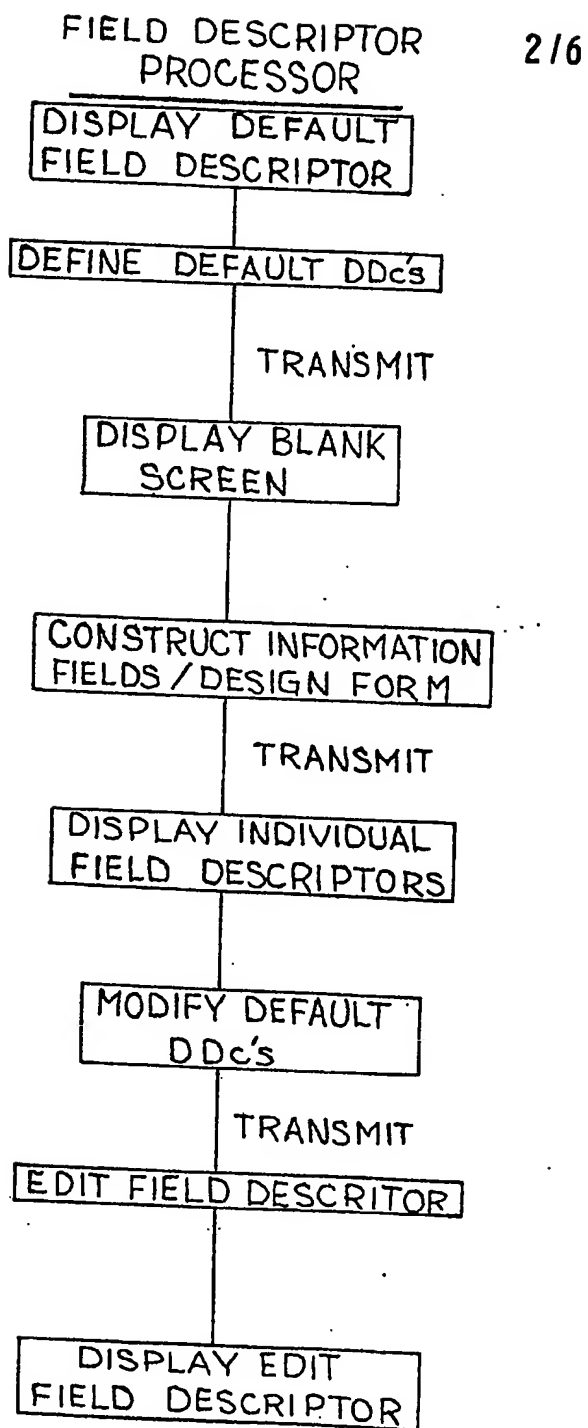 FIELD DESCRIPTOR
PROCESSOR
2/6
DISPLAY DEFAULT
FIELD DESCRIPTOR
DEFINE DEFAULT DDc's
TRANSMIT
DISPLAY BLANK
SCREEN
CONSTRUCT INFORMATION
FIELDS/DESIGN FORM
TRANSMIT
DISPLAY INDIVIDUAL
FIELD DESCRIPTORS
MODIFY DEFAULT
DDc's
TRANSMIT
EDIT FIELD DESCRITOR
DISPLAY EDIT
FIELD DESCRIPTOR